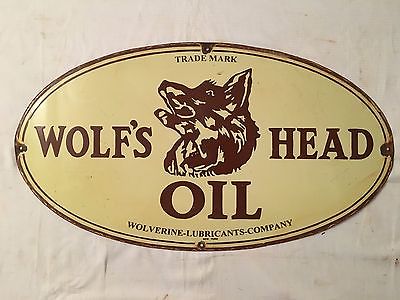 TRADE MARK
WOLF'S HEAD
OIL
WOLVERINE-LUBRICANTS-COMPANY